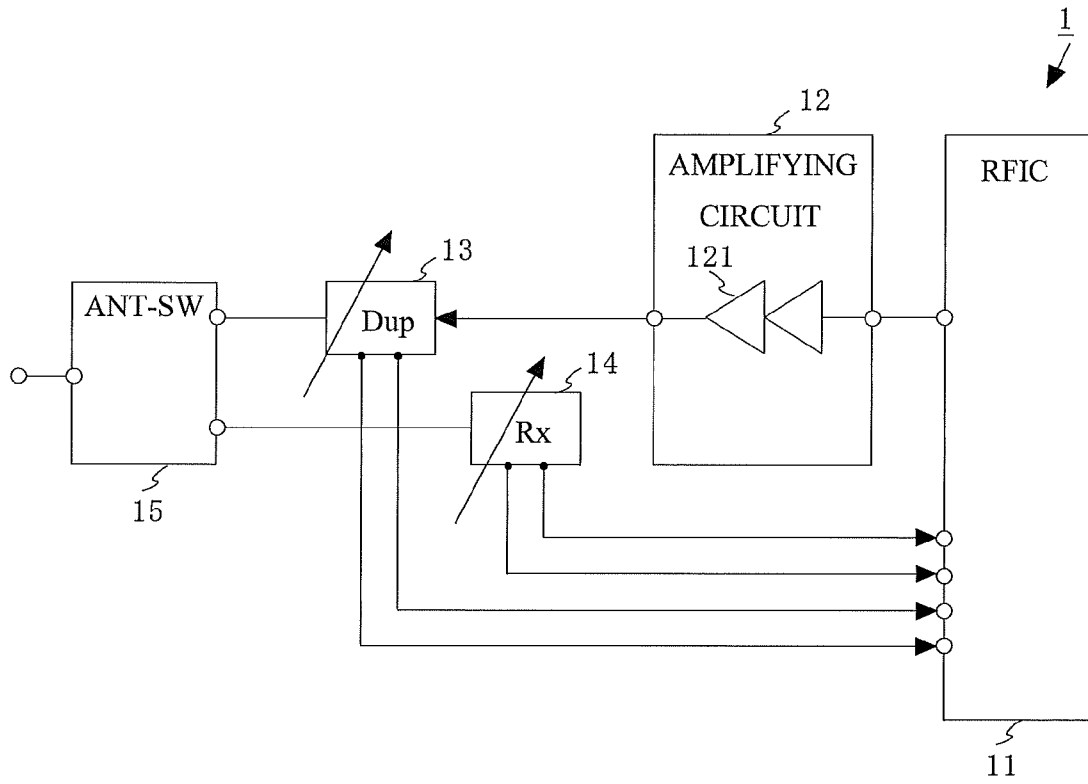 1
12
AMPLIFYING
CIRCUIT
RFIC
121
13
ANT-SW
Dup
14
Rx
15
11